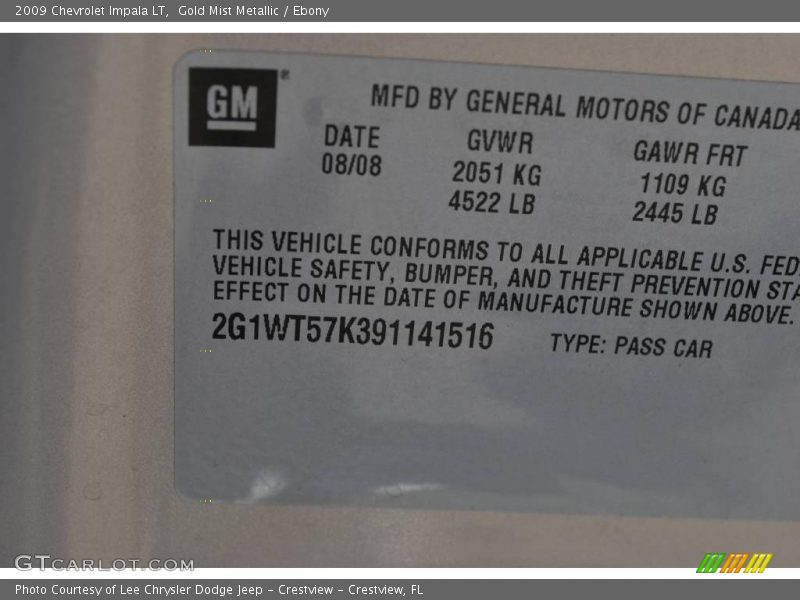 2009 Chevrolet Impala LT,  Gold Mist Metallic / Ebony
GM ®
MFD BY GENERAL MOTORS OF CANADA
DATE GVWR GAWR FRT
08/08 2051 KG 1109 KG
4522 LB 2445 LB
THIS VEHICLE CONFORMS TO ALL APPLICABLE U.S. FED
VEHICLE SAFETY, BUMPER, AND THEFT PREVENTION STA
EFFECT ON THE DATE OF MANUFACTURE SHOWN ABOVE.
2G1WT57K391141516 TYPE: PASS CAR
GTCARLOT.COM
Photo Courtesy of Lee Chrysler Dodge Jeep - Crestview - Crestview, FL